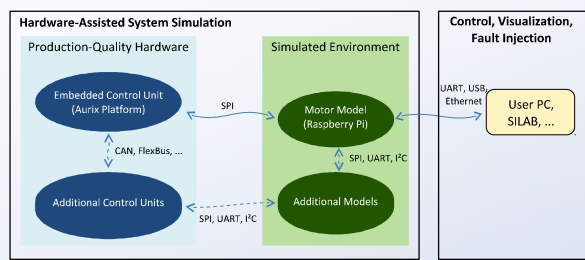 Hardware-Assisted System Simulation
Control, Visualization,
Fault Injection
Production-Quality Hardware
Simulated Environment
Embedded Control Unit
(Aurix Platform)
SPI
Motor Model
(Raspberry Pi)
UART, USB,
Ethernet
User PC,
SILAB, ...
CAN, FlexBus, ...
SPI, UART, I²C
Additional Control Units
SPI, UART, I²C
Additional Models